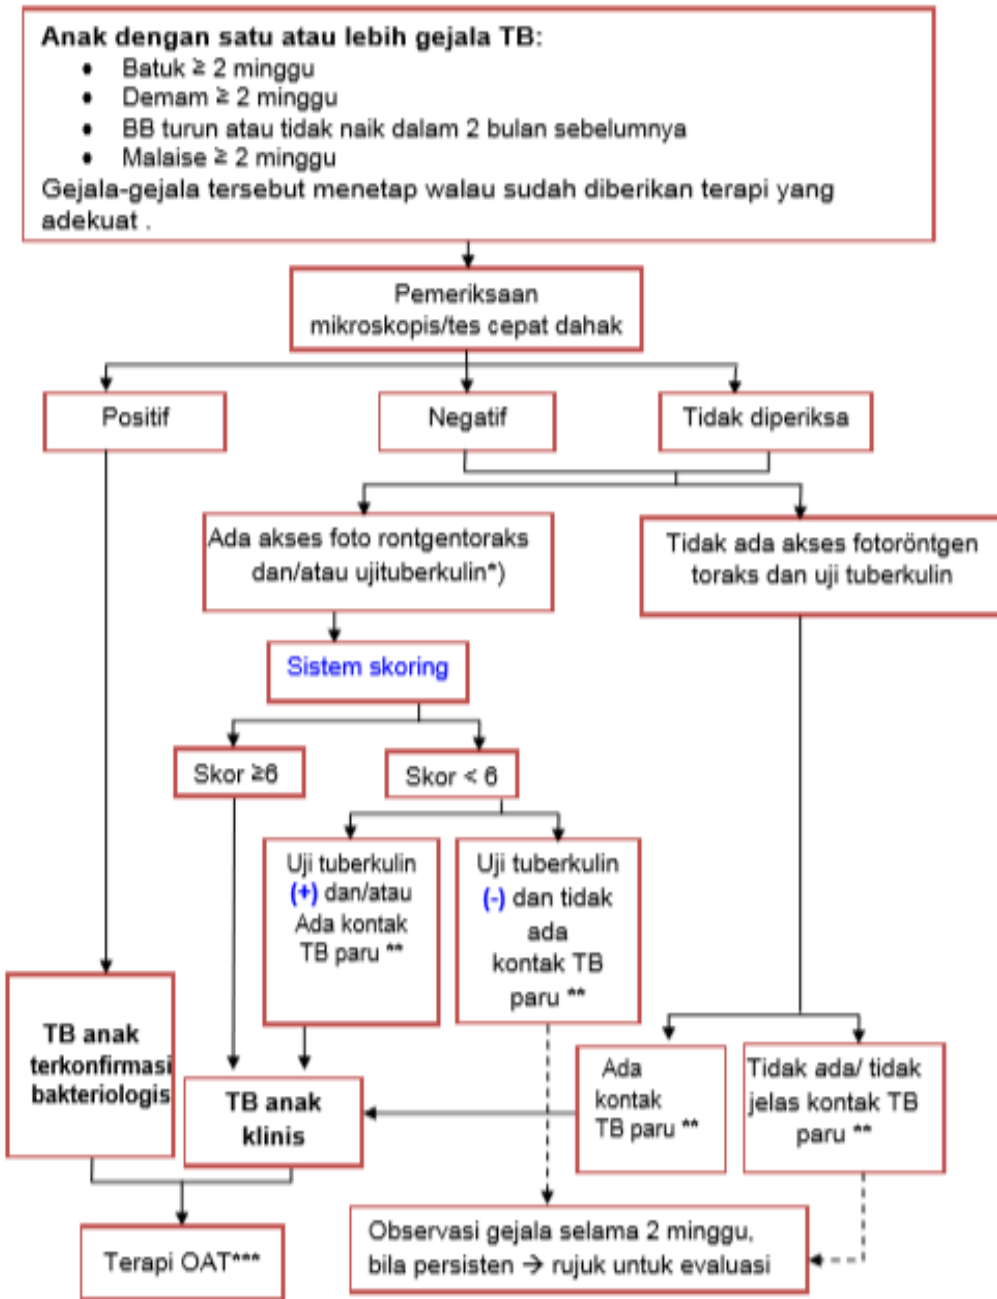 Anak dengan satu atau lebih gejala TB:
• Batuk ≥ 2 minggu
• Demam ≥ 2 minggu
• BB turun atau tidak naik dalam 2 bulan sebelumnya
• Malaise ≥ 2 minggu
Gejala-gejala tersebut menetap walau sudah diberikan terapi yang
adekuat .
Pemeriksaan
mikroskopis/tes cepat dahak
Positif
Negatif
Tidak diperiksa
Ada akses foto rontgentoraks
dan/atau ujituberkulin*)
Tidak ada akses fotoröntgen
toraks dan uji tuberkulin
Sistem skoring
Skor ≥6
Skor < 6
Uji tuberkulin
(+) dan/atau
Ada kontak
TB paru **
Uji tuberkulin
(-) dan tidak
ada
kontak TB
paru **
TB anak
terkonfirmasi
bakteriologis
TB anak
klinis
Ada
kontak
TB paru **
Tidak ada/ tidak
jelas kontak TB
paru **
Terapi OAT***
Observasi gejala selama 2 minggu,
bila persisten → rujuk untuk evaluasi